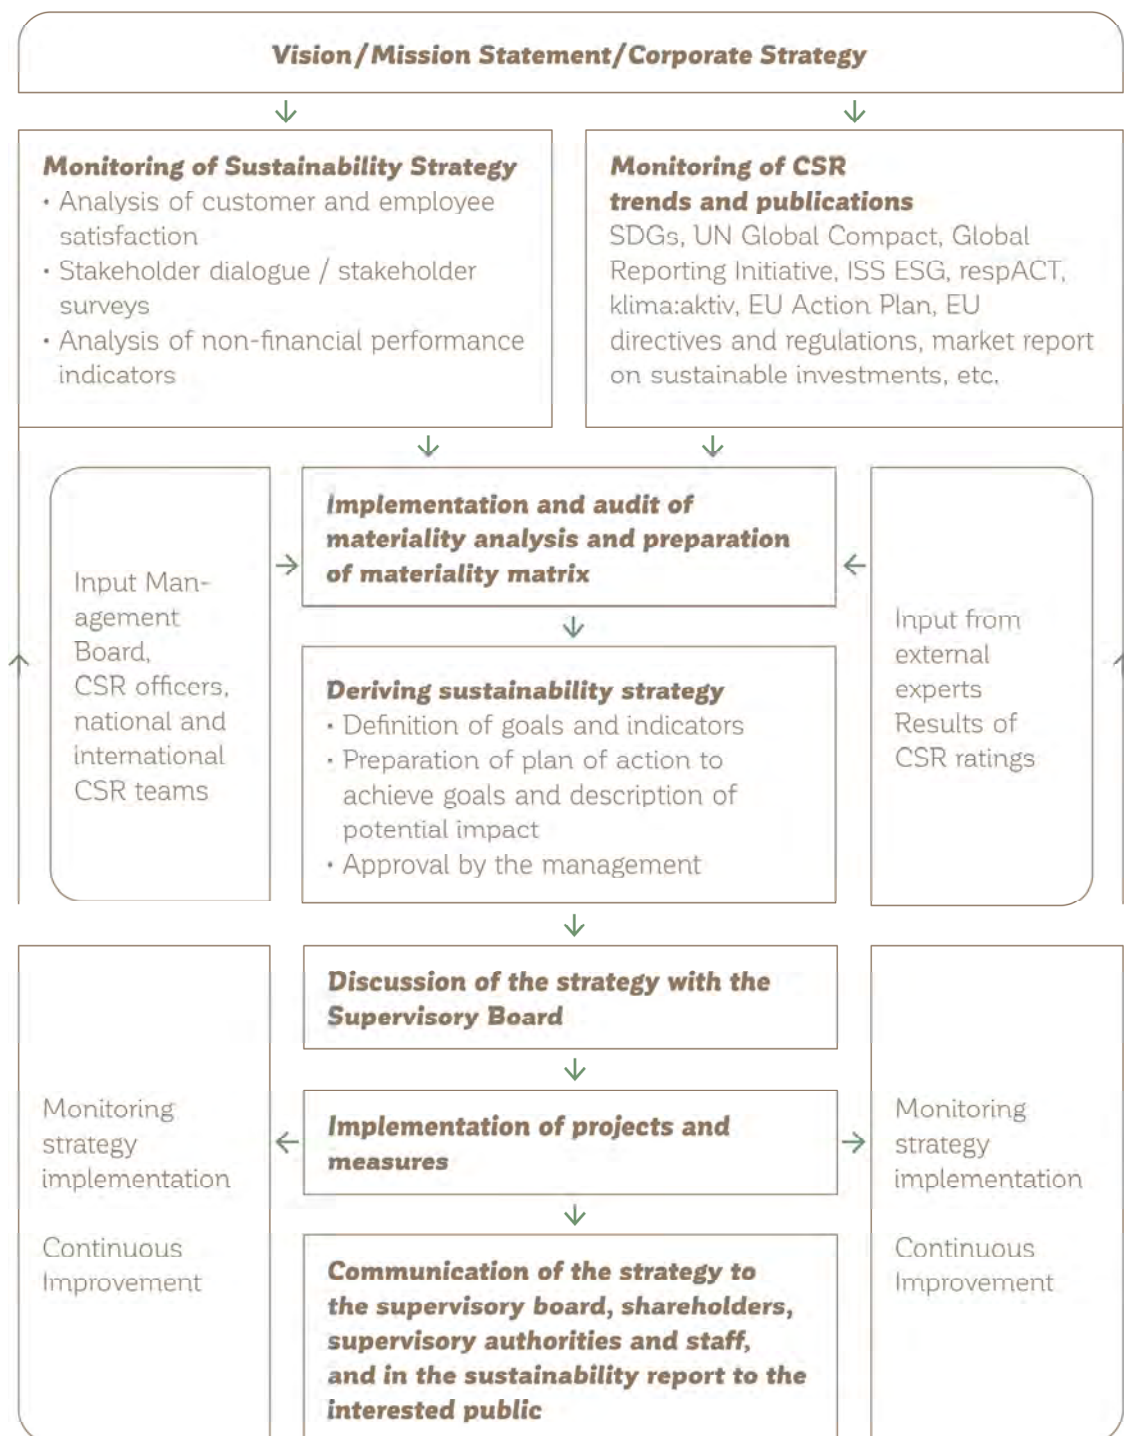 Vision/Mission Statement/Corporate Strategy
Monitoring of Sustainability Strategy
• Analysis of customer and employee
satisfaction
• Stakeholder dialogue / stakeholder
surveys
• Analysis of non-financial performance
indicators
Monitoring of CSR
trends and publications
SDGs, UN Global Compact, Global
Reporting Initiative, ISS ESG, respACT,
klima:aktiv, EU Action Plan, EU
directives and regulations, market report
on sustainable investments, etc.
Implementation and audit of
materiality analysis and preparation
of materiality matrix
Input Man-
agement
Board,
CSR officers,
national and
international
CSR teams
Input from
external
experts
Results of
CSR ratings
Deriving sustainability strategy
• Definition of goals and indicators
• Preparation of plan of action to
achieve goals and description of
potential impact
• Approval by the management
Discussion of the strategy with the
Supervisory Board
Monitoring
strategy
implementation
Continuous
Improvement
Implementation of projects and
measures
Monitoring
strategy
implementation
Continuous
Improvement
Communication of the strategy to
the supervisory board, shareholders,
supervisory authorities and staff,
and in the sustainability report to the
interested public